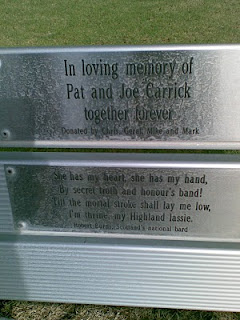 In loving memory of
Pat and Joe Carrick
together forever
Donated by Chris, Carol, Mike and Mark
She has my heart, she has my hand,
By secret troth and honour's band!
Till the mortal stroke shall lay me low,
I'm thine, my Highland lassie.
Robert Burns, Scotland's national bard